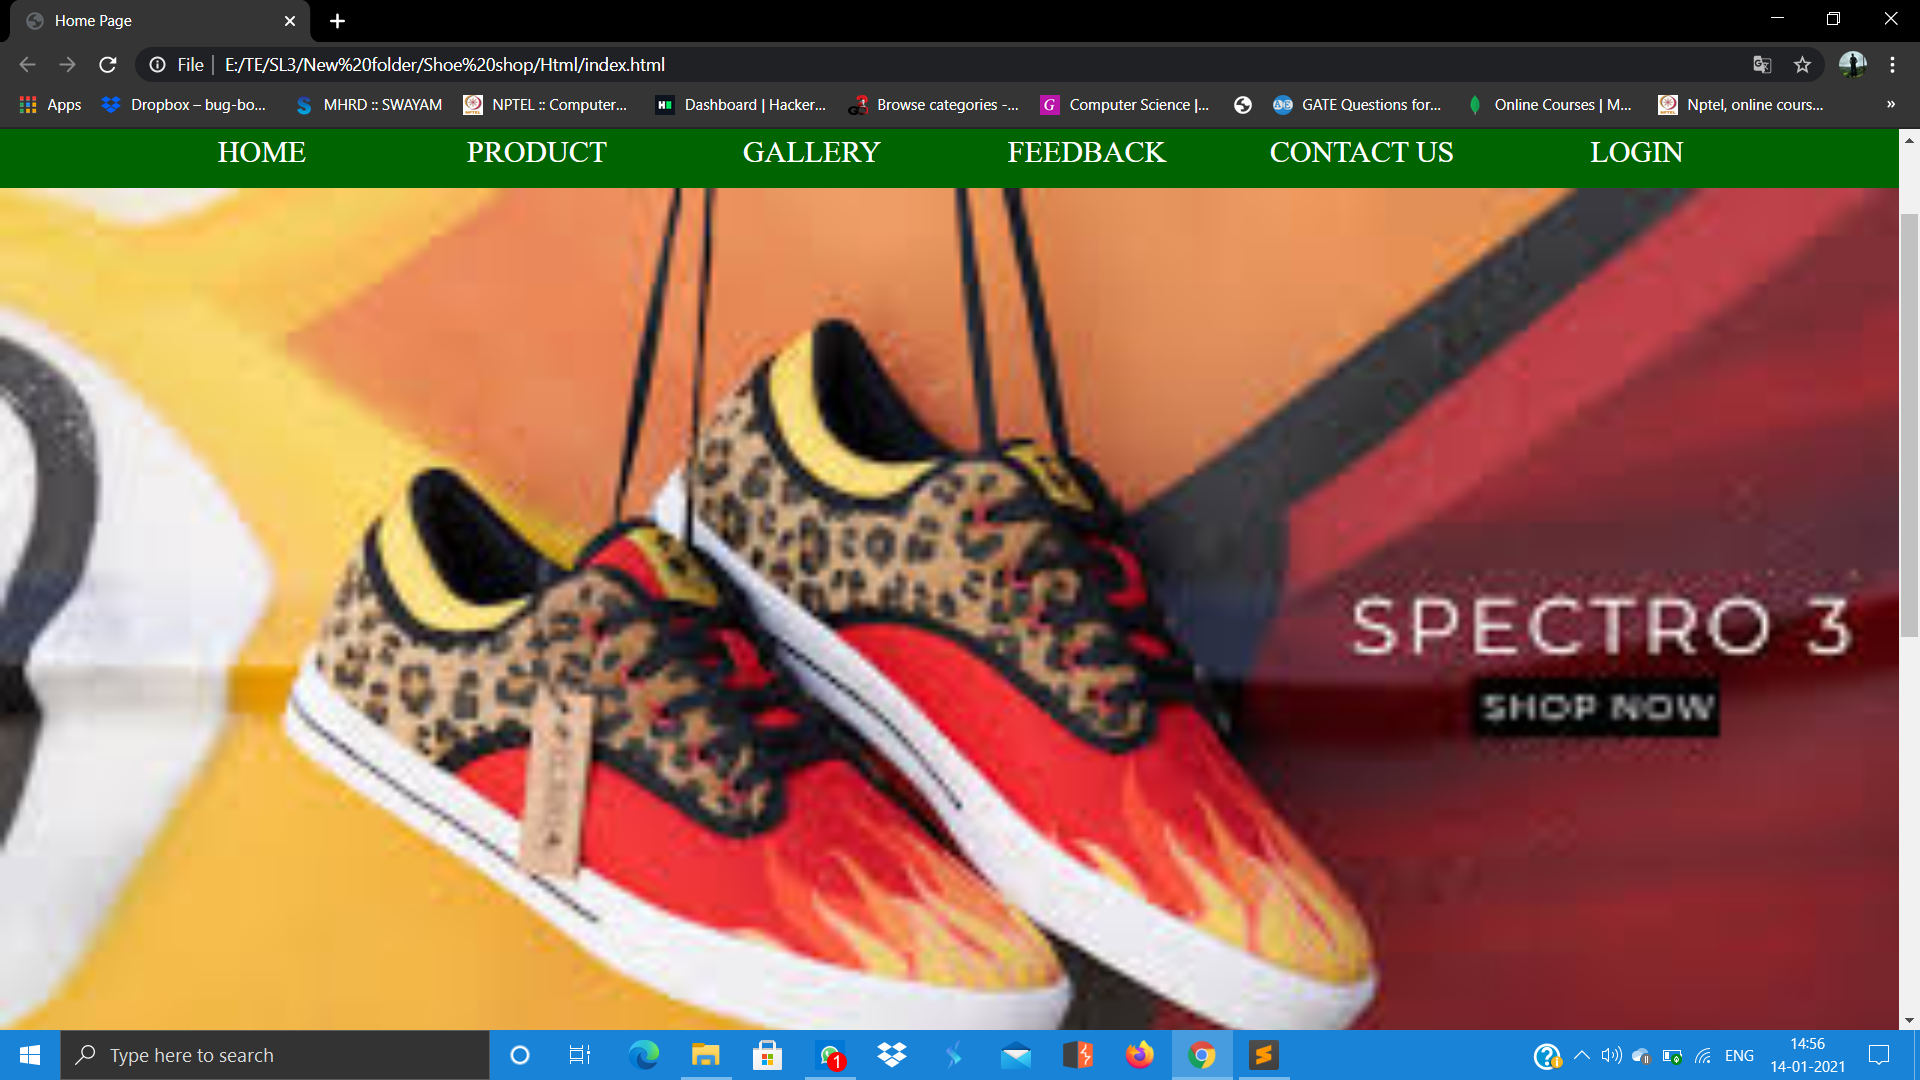 Home Page
File
E:/TE/SL3/New%20folder/Shoe%20shop/Html/index.html
Apps
Dropbox – bug-bo...
MHRD :: SWAYAM
NPTEL :: Computer...
Dashboard | Hacker...
Browse categories -...
Computer Science |...
GATE Questions for...
Online Courses | M...
Nptel, online cours...
»
HOME
PRODUCT
GALLERY
FEEDBACK
CONTACT US
LOGIN
SPECTRO 3
SHOP NOW
Type here to search
1
ENG
14:56
14-01-2021